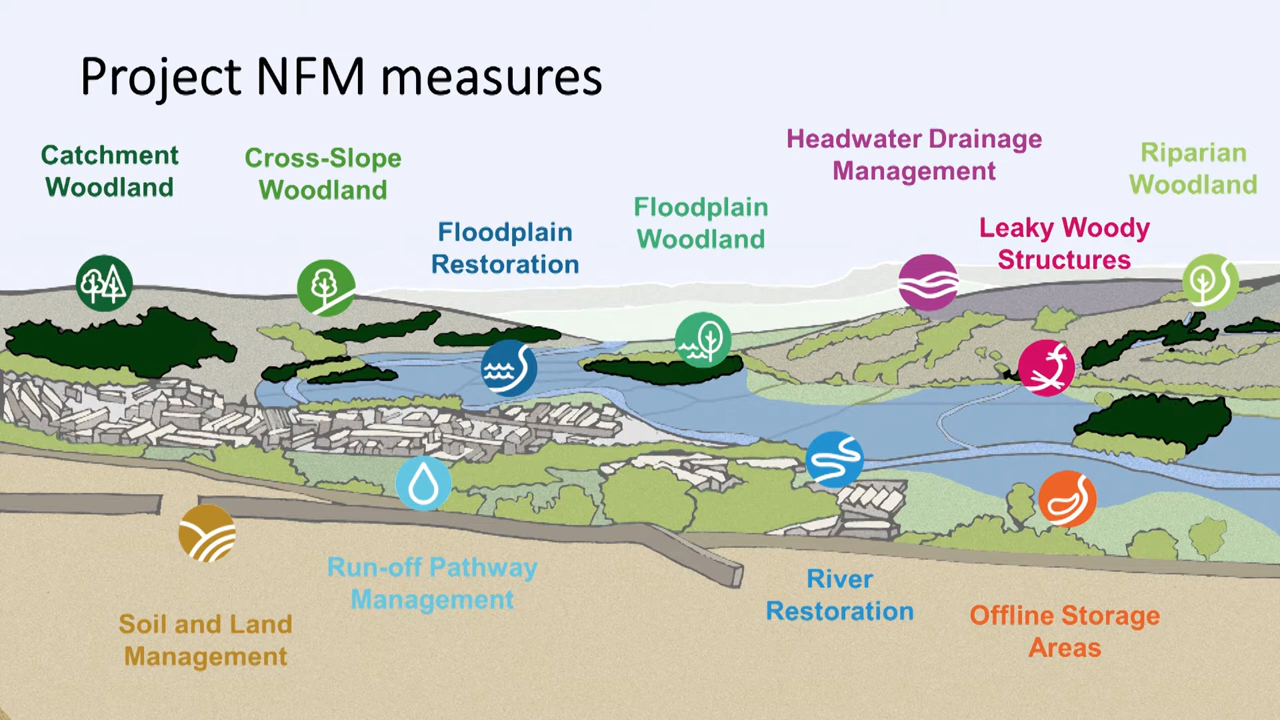 Project NFM measures
Catchment
Woodland
Cross-Slope
Woodland
Floodplain
Restoration
Floodplain
Woodland
Headwater Drainage
Management
Leaky Woody
Structures
Riparian
Woodland
Soil and Land
Management
Run-off Pathway
Management
River
Restoration
Offline Storage
Areas